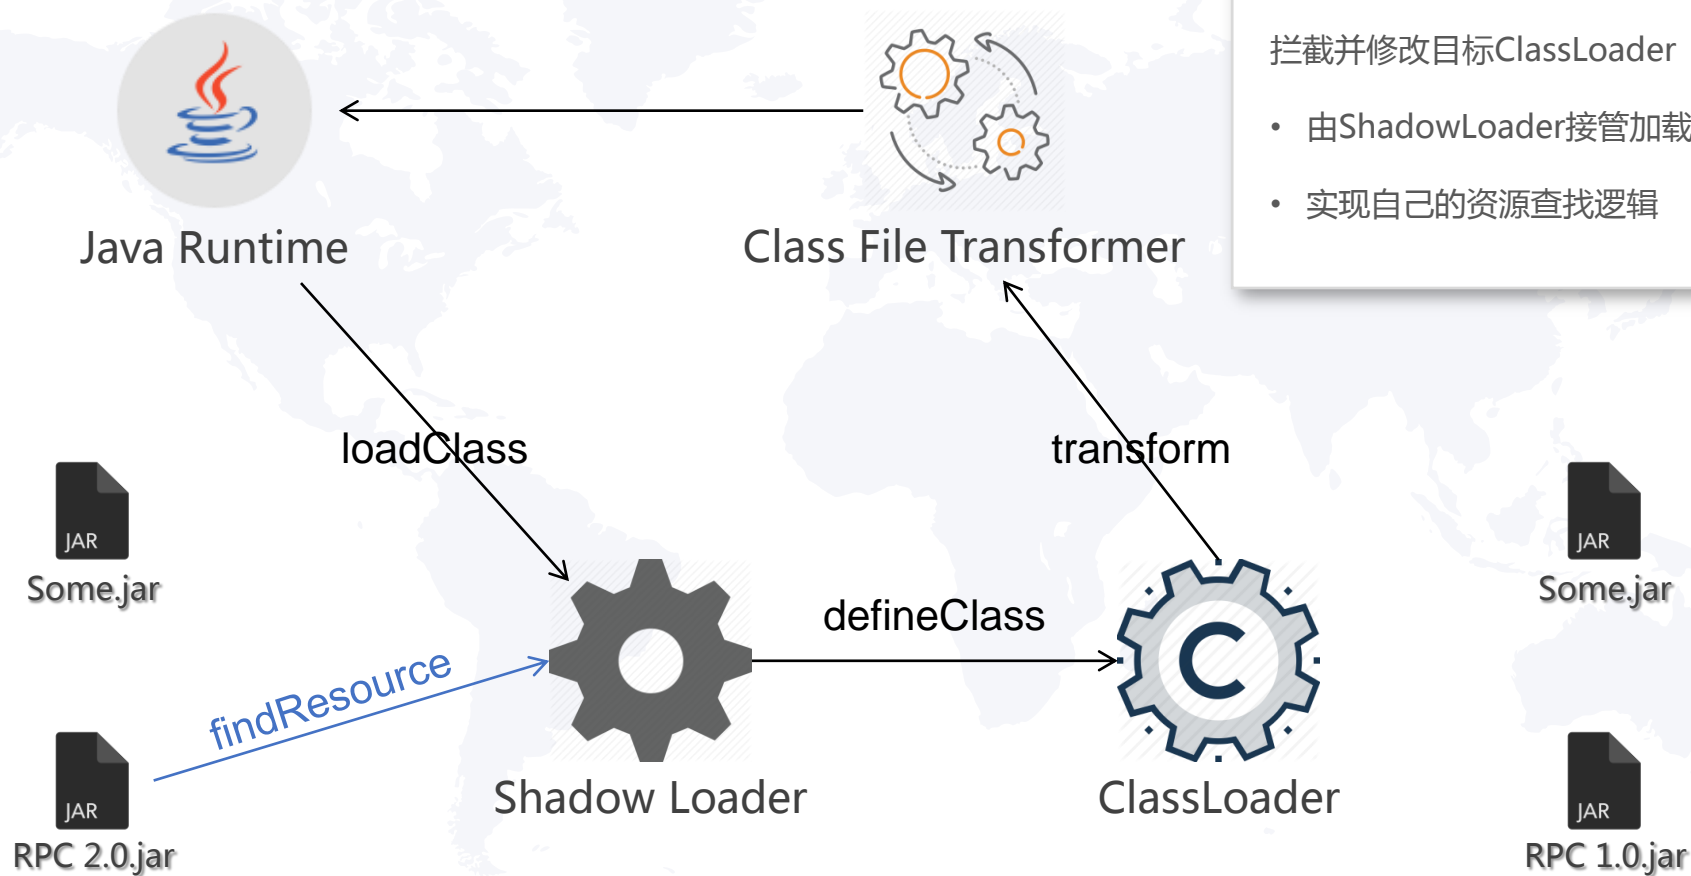 拦截并修改目标ClassLoader
• 由ShadowLoader接管加载
• 实现自己的资源查找逻辑
Java Runtime
Class File Transformer
loadClass
transform
JAR
Some.jar
JAR
Some.jar
defineClass
findResource
Shadow Loader
ClassLoader
JAR
RPC 2.0.jar
JAR
RPC 1.0.jar